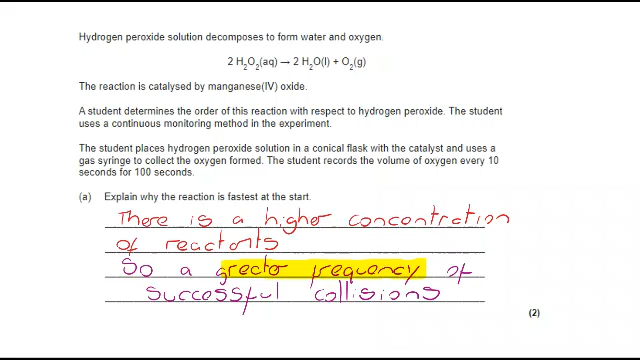 Hydrogen peroxide solution decomposes to form water and oxygen.
2 H₂O₂(aq) → 2 H₂O(l) + O₂(g)
The reaction is catalysed by manganese(IV) oxide.
A student determines the order of this reaction with respect to hydrogen peroxide. The student
uses a continuous monitoring method in the experiment.
The student places hydrogen peroxide solution in a conical flask with the catalyst and uses a
gas syringe to collect the oxygen formed. The student records the volume of oxygen every 10
seconds for 100 seconds.
(a) Explain why the reaction is fastest at the start.
There is a higher concentration
of reactants
So a greater frequency of
successful collisions
(2)